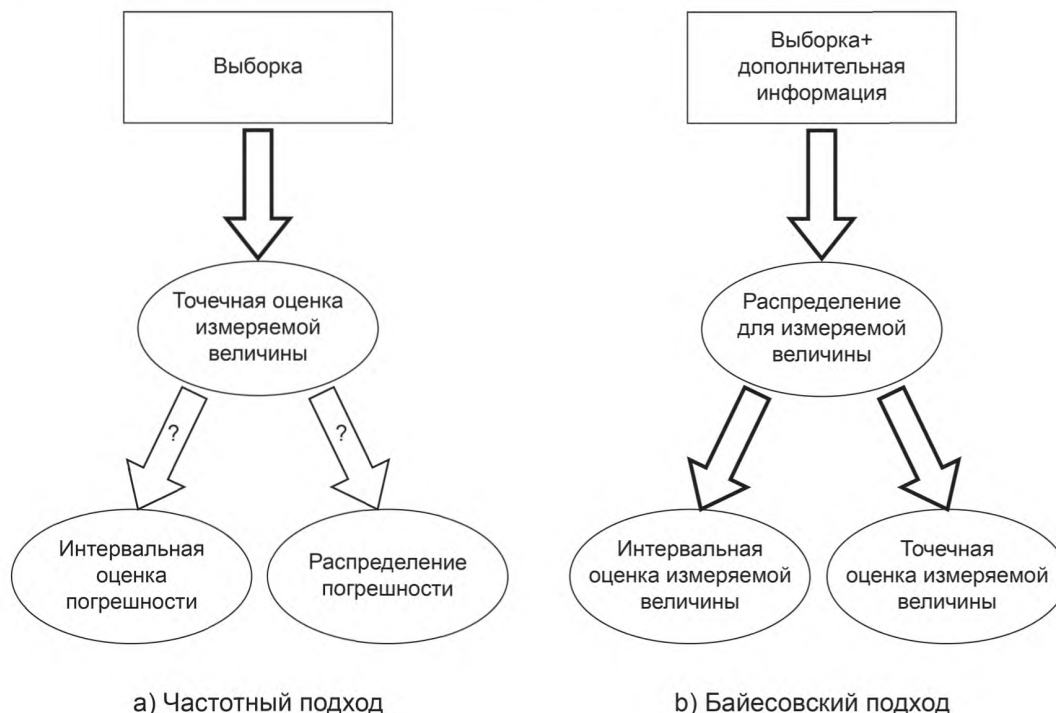 Выборка
Точечная оценка
измеряемой
величины
?
?
Интервальная
оценка
погрешности
Распределение
погрешности
а) Частотный подход
Выборка+
дополнительная
информация
Распределение
для измеряемой
величины
Интервальная
оценка измеряемой
величины
Точечная
оценка измеряемой
величины
b) Байесовский подход